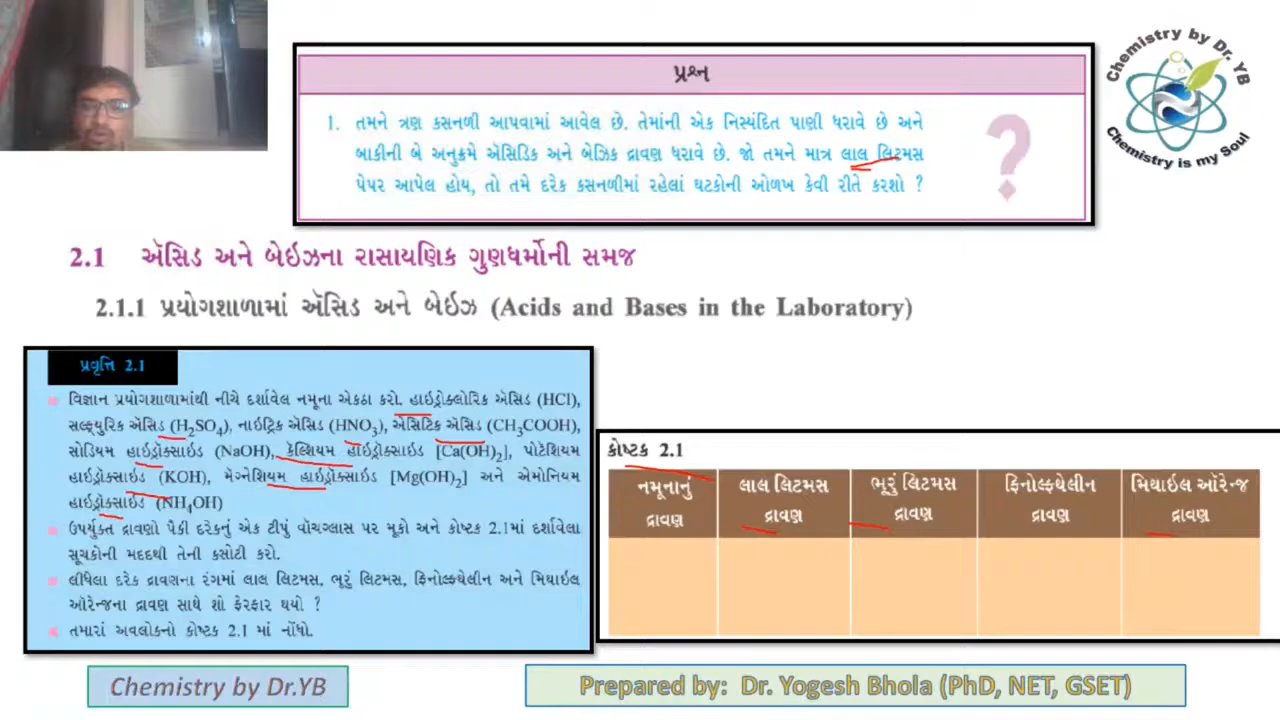 પ્રશ્ન
1. તમને ત્રણ કસનળી આપવામાં આવેલ છે. તેમાંની એક નિસ્યંદિત પાણી ધરાવે છે અને
બાકીની બે અનુક્રમે ઍસિડિક અને બેઝિક દ્રાવણ ધરાવે છે. જો તમને માત્ર લાલ લિટમસ
પેપર આપેલ હોય, તો તમે દરેક કસનળીમાં રહેલાં ઘટકોની ઓળખ કેવી રીતે કરશો ?
?
Chemistry by Dr. YB
Chemistry is my Soul
2.1 ઍસિડ અને બેઇઝના રાસાયણિક ગુણધર્મોની સમજ
2.1.1 પ્રયોગશાળામાં ઍસિડ અને બેઇઝ (Acids and Bases in the Laboratory)
પ્રવૃત્તિ 2.1
વિજ્ઞાન પ્રયોગશાળામાંથી નીચે દર્શાવેલ નમૂના એકઠા કરો. હાઇડ્રોક્લોરિક ઍસિડ (HCl),
સલ્ફ્યુરિક ઍસિડ (H₂SO₄), નાઇટ્રિક ઍસિડ (HNO₃), ઍસિટિક ઍસિડ (CH₃COOH),
સોડિયમ હાઇડ્રૉક્સાઇડ (NaOH), કૅલ્શિયમ હાઇડ્રૉક્સાઇડ [Ca(OH)₂], પોટૅશિયમ
હાઇડ્રૉક્સાઇડ (KOH), મૅગ્નેશિયમ હાઇડ્રૉક્સાઇડ [Mg(OH)₂] અને એમોનિયમ
હાઇડ્રૉક્સાઇડ (NH₄OH)
ઉપર્યુક્ત દ્રાવણો પૈકી દરેકનું એક ટીપું વૉચગ્લાસ પર મૂકો અને કોષ્ટક 2.1માં દર્શાવેલા
સૂચકોની મદદથી તેની કસોટી કરો.
લીધેલા દરેક દ્રાવણના રંગમાં લાલ લિટમસ, ભૂરું લિટમસ, ફિનોલ્ફ્થેલીન અને મિથાઇલ
ઑરેન્જના દ્રાવણ સાથે શો ફેરફાર થયો ?
તમારાં અવલોકનો કોષ્ટક 2.1 માં નોંધો.
કોષ્ટક 2.1
નમૂનાનું દ્રાવણ
લાલ લિટમસ દ્રાવણ
ભૂરું લિટમસ દ્રાવણ
ફિનોલ્ફ્થેલીન દ્રાવણ
મિથાઇલ ઑરેન્જ દ્રાવણ
Chemistry by Dr.YB
Prepared by: Dr. Yogesh Bhola (PhD, NET, GSET)